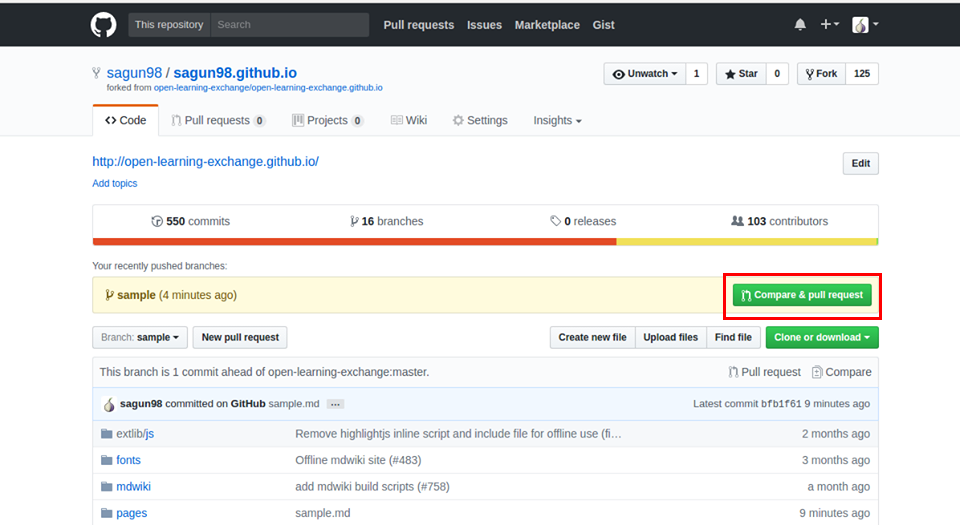 This repository Search Pull requests Issues Marketplace Gist
sagun98 / sagun98.github.io Unwatch 1 Star 0 Fork 125
forked from open-learning-exchange/open-learning-exchange.github.io
Code Pull requests 0 Projects 0 Wiki Settings Insights
http://open-learning-exchange.github.io/ Edit
Add topics
550 commits 16 branches 0 releases 103 contributors
Your recently pushed branches:
sample (4 minutes ago) Compare & pull request
Branch: sample New pull request Create new file Upload files Find file Clone or download
This branch is 1 commit ahead of open-learning-exchange:master. Pull request Compare
sagun98 committed on GitHub sample.md … Latest commit bfb1f61 9 minutes ago
extlib/js Remove highlightjs inline script and include file for offline use (fi… 2 months ago
fonts Offline mdwiki site (#483) 3 months ago
mdwiki add mdwiki build scripts (#758) a month ago
pages sample.md 9 minutes ago